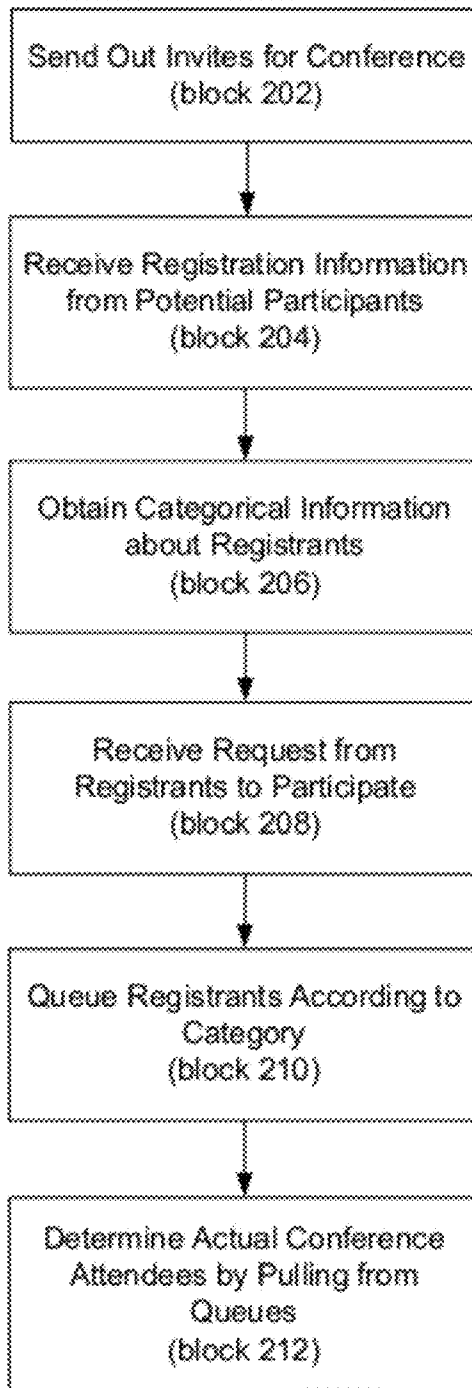 Send Out Invites for Conference
(block 202)
Receive Registration Information
from Potential Participants
(block 204)
Obtain Categorical Information
about Registrants
(block 206)
Receive Request from
Registrants to Participate
(block 208)
Queue Registrants According to
Category
(block 210)
Determine Actual Conference
Attendees by Pulling from
Queues
(block 212)